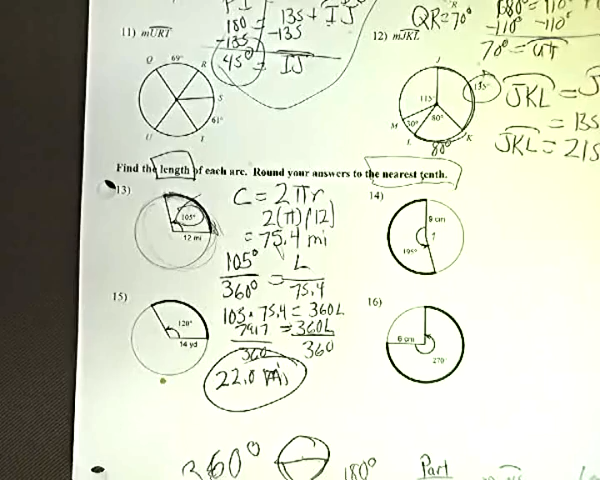 180 = 135 + IJ
-135 -135
45° = IJ
QR = 70°
-110° -110°
70° = UT
11) mURT
Q 69° R
S
61°
U T
12) mJKL
J
115°
135°
M 30° 80°
L K
80°
JKL =
= 135
JKL = 215
Find the length of each arc. Round your answers to the nearest tenth.
13)
105°
12 mi
C = 2πr
2(π)(12)
= 75.4 mi
105° = L
360° 75.4
105 • 75.4 = 360L
7917 = 360L
360 360
22.0 mi
14)
195°
15)
120°
14 yd
16)
6 cm
270°
360°
180°
Part